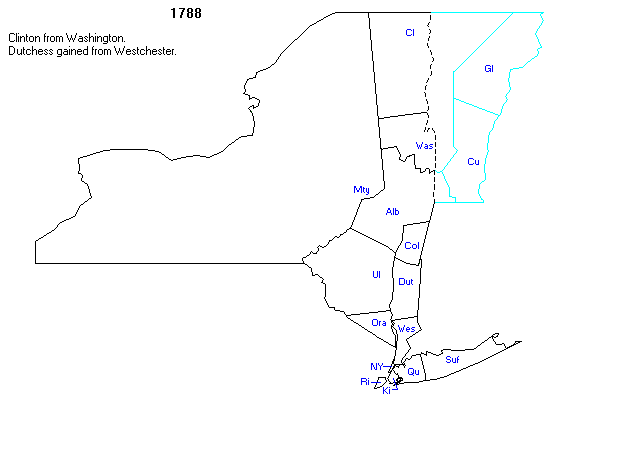 1788
Clinton from Washington.
Dutchess gained from Westchester.
Cl
Gl
Was
Cu
Mty
Alb
Col
Ul
Dut
Ora
Wes
Suf
NY
Qu
Ri
Ki